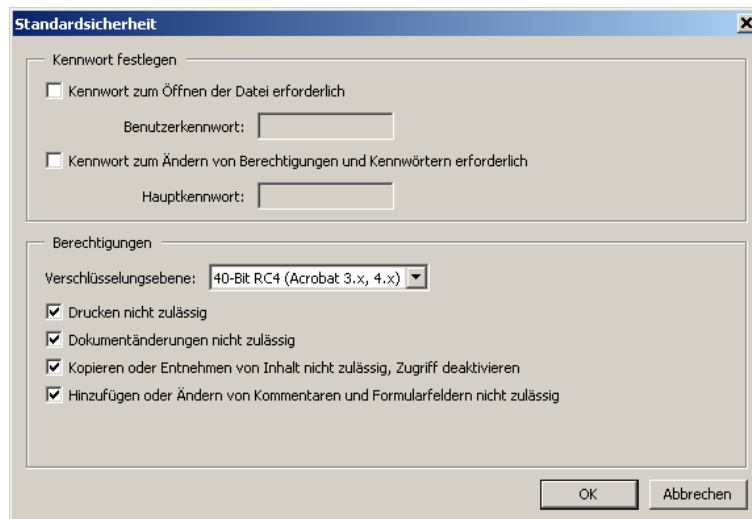 Standardsicherheit
Kennwort festlegen
Kennwort zum Öffnen der Datei erforderlich
Benutzerkennwort:
Kennwort zum Ändern von Berechtigungen und Kennwörtern erforderlich
Hauptkennwort:
Berechtigungen
Verschlüsselungsebene: 40-Bit RC4 (Acrobat 3.x, 4.x)
Drucken nicht zulässig
Dokumentänderungen nicht zulässig
Kopieren oder Entnehmen von Inhalt nicht zulässig, Zugriff deaktivieren
Hinzufügen oder Ändern von Kommentaren und Formularfeldern nicht zulässig
OK Abbrechen